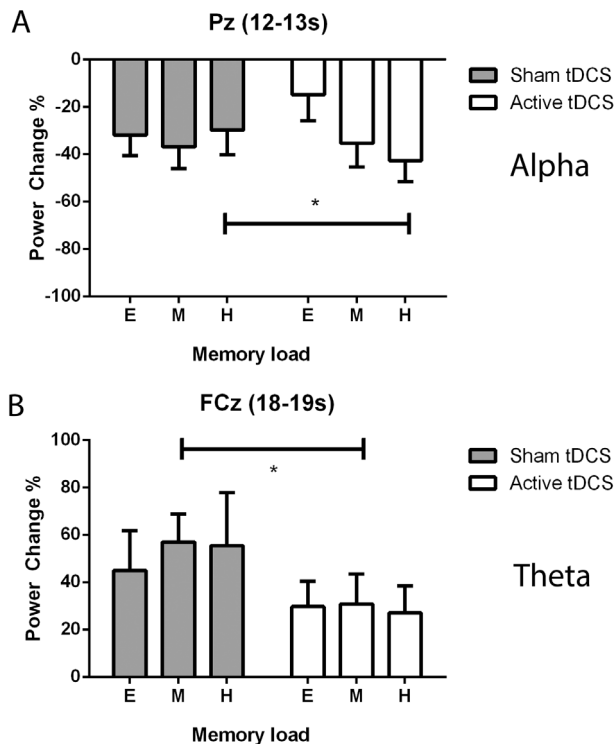 A
Pz (12-13s)
Power Change %
0
-20
-40
-60
-80
-100
*
E M H E M H
Memory load
Sham tDCS
Active tDCS
Alpha
B
FCz (18-19s)
Power Change %
100
80
60
40
20
0
*
E M H E M H
Memory load
Sham tDCS
Active tDCS
Theta